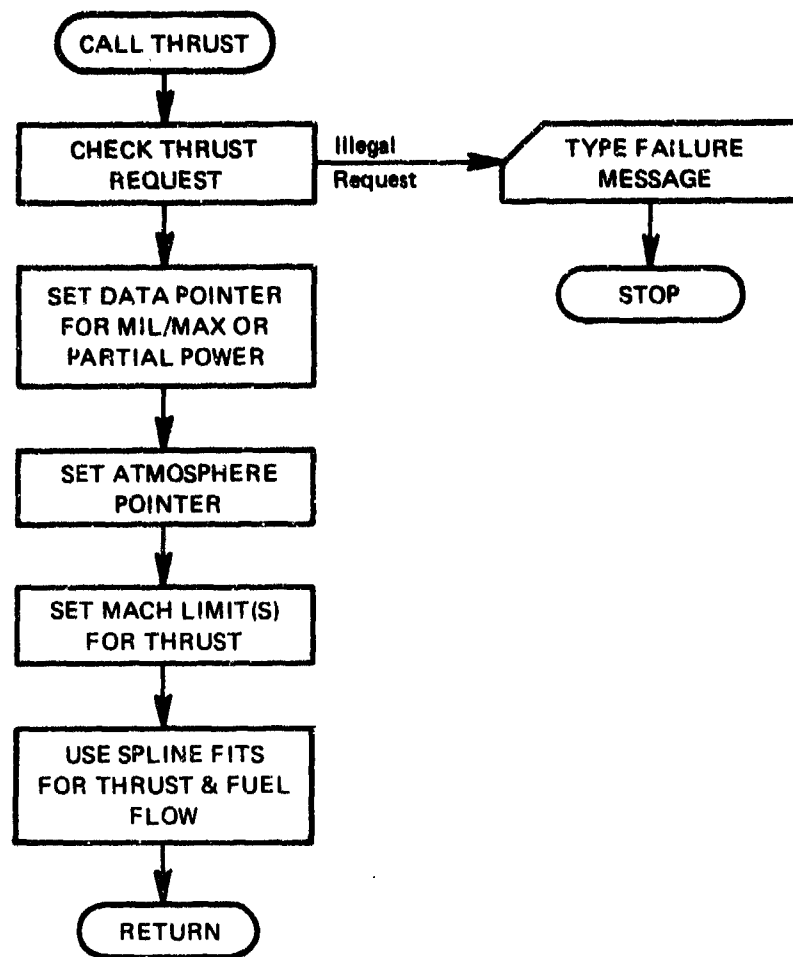 CALL THRUST
CHECK THRUST
REQUEST
Illegal
Request
TYPE FAILURE
MESSAGE
STOP
SET DATA POINTER
FOR MIL/MAX OR
PARTIAL POWER
SET ATMOSPHERE
POINTER
SET MACH LIMIT(S)
FOR THRUST
USE SPLINE FITS
FOR THRUST & FUEL
FLOW
RETURN